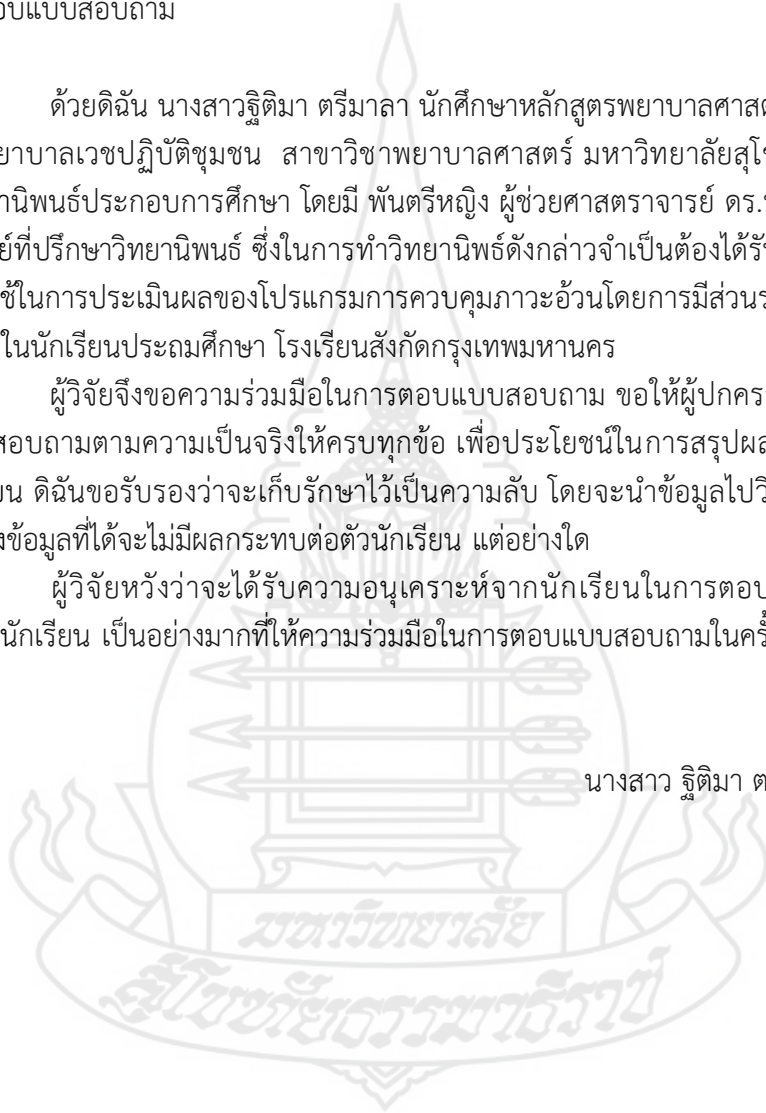 อบแบบสอบถาม
ด้วยดิฉัน นางสาวฐิติมา ตรีมาลา นักศึกษาหลักสูตรพยาบาลศาสต
ยาบาลเวชปฏิบัติชุมชน สาขาวิชาพยาบาลศาสตร์ มหาวิทยาลัยสุโข
านิพนธ์ประกอบการศึกษา โดยมี พันตรีหญิง ผู้ช่วยศาสตราจารย์ ดร.
ย์ที่ปรึกษาวิทยานิพนธ์ ซึ่งในการทำวิทยานิพธ์ดังกล่าวจำเป็นต้องได้รับ
ช้ในการประเมินผลของโปรแกรมการควบคุมภาวะอ้วนโดยการมีส่วนร
ในนักเรียนประถมศึกษา โรงเรียนสังกัดกรุงเทพมหานคร
ผู้วิจัยจึงขอความร่วมมือในการตอบแบบสอบถาม ขอให้ผู้ปกคร
สอบถามตามความเป็นจริงให้ครบทุกข้อ เพื่อประโยชน์ในการสรุปผล
ยน ดิฉันขอรับรองว่าจะเก็บรักษาไว้เป็นความลับ โดยจะนำข้อมูลไปวิ
งข้อมูลที่ได้จะไม่มีผลกระทบต่อตัวนักเรียน แต่อย่างใด
ผู้วิจัยหวังว่าจะได้รับความอนุเคราะห์จากนักเรียนในการตอบ
นักเรียน เป็นอย่างมากที่ให้ความร่วมมือในการตอบแบบสอบถามในครั้
นางสาว ฐิติมา ต
มหาวิทยาลัย
สุโขทัยธรรมาธิราช